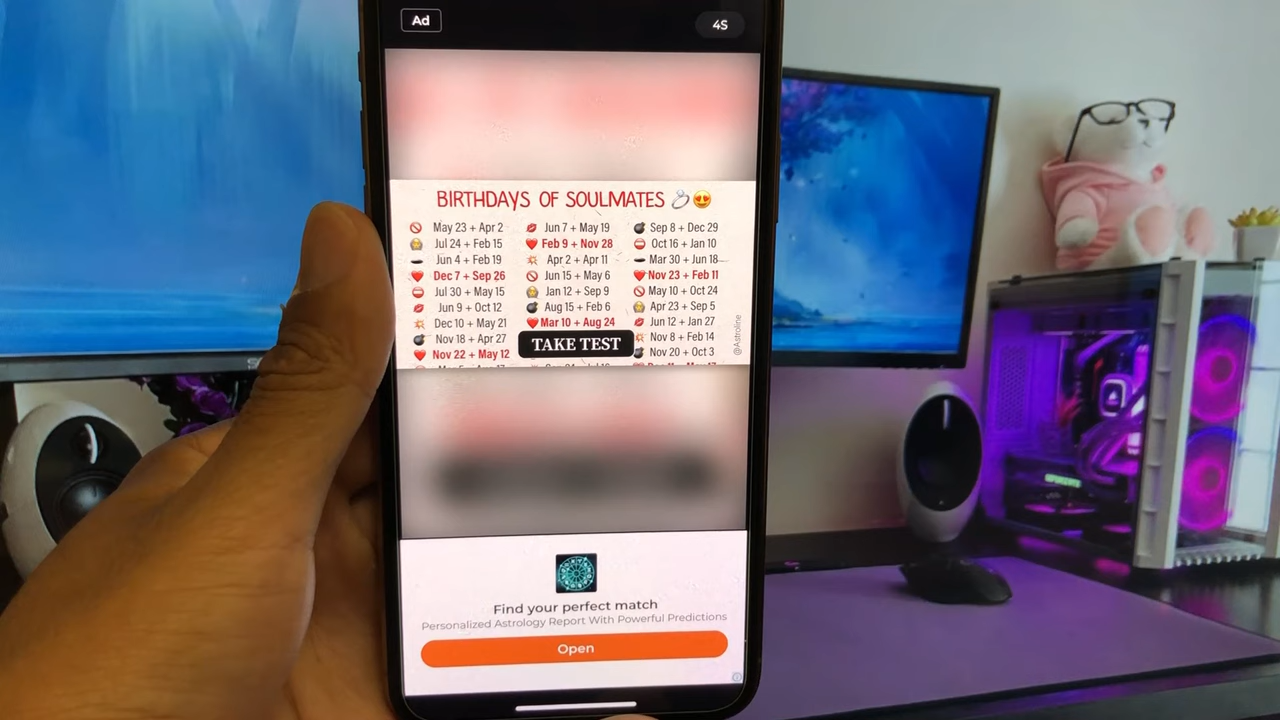 Ad
4S
BIRTHDAYS OF SOULMATES 💍😍
May 23 + Apr 2
Jul 24 + Feb 15
Jun 4 + Feb 19
Dec 7 + Sep 26
Jul 30 + May 15
Jun 9 + Oct 12
Dec 10 + May 21
Nov 18 + Apr 27
Nov 22 + May 12
Jun 7 + May 19
Feb 9 + Nov 28
Apr 2 + Apr 11
Jun 15 + May 6
Jan 12 + Sep 9
Aug 15 + Feb 6
Mar 10 + Aug 24
Sep 8 + Dec 29
Oct 16 + Jan 10
Mar 30 + Jun 18
Nov 23 + Feb 11
May 10 + Oct 24
Apr 23 + Sep 5
Jun 12 + Jan 27
Nov 8 + Feb 14
Nov 20 + Oct 3
TAKE TEST
@Astroline
Find your perfect match
Personalized Astrology Report With Powerful Predictions
Open